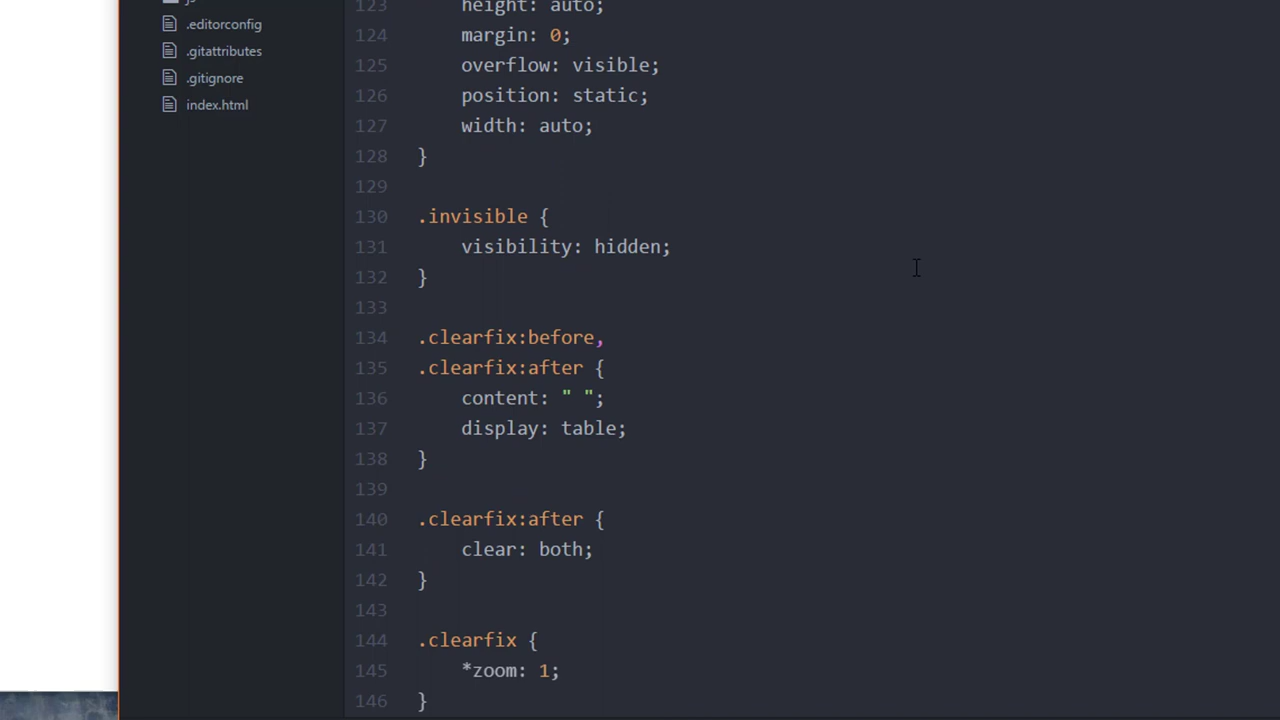 .editorconfig
.gitattributes
.gitignore
index.html
123 height: auto;
124 margin: 0;
125 overflow: visible;
126 position: static;
127 width: auto;
128 }
129
130 .invisible {
131 visibility: hidden;
132 }
133
134 .clearfix:before,
135 .clearfix:after {
136 content: " ";
137 display: table;
138 }
139
140 .clearfix:after {
141 clear: both;
142 }
143
144 .clearfix {
145 *zoom: 1;
146 }